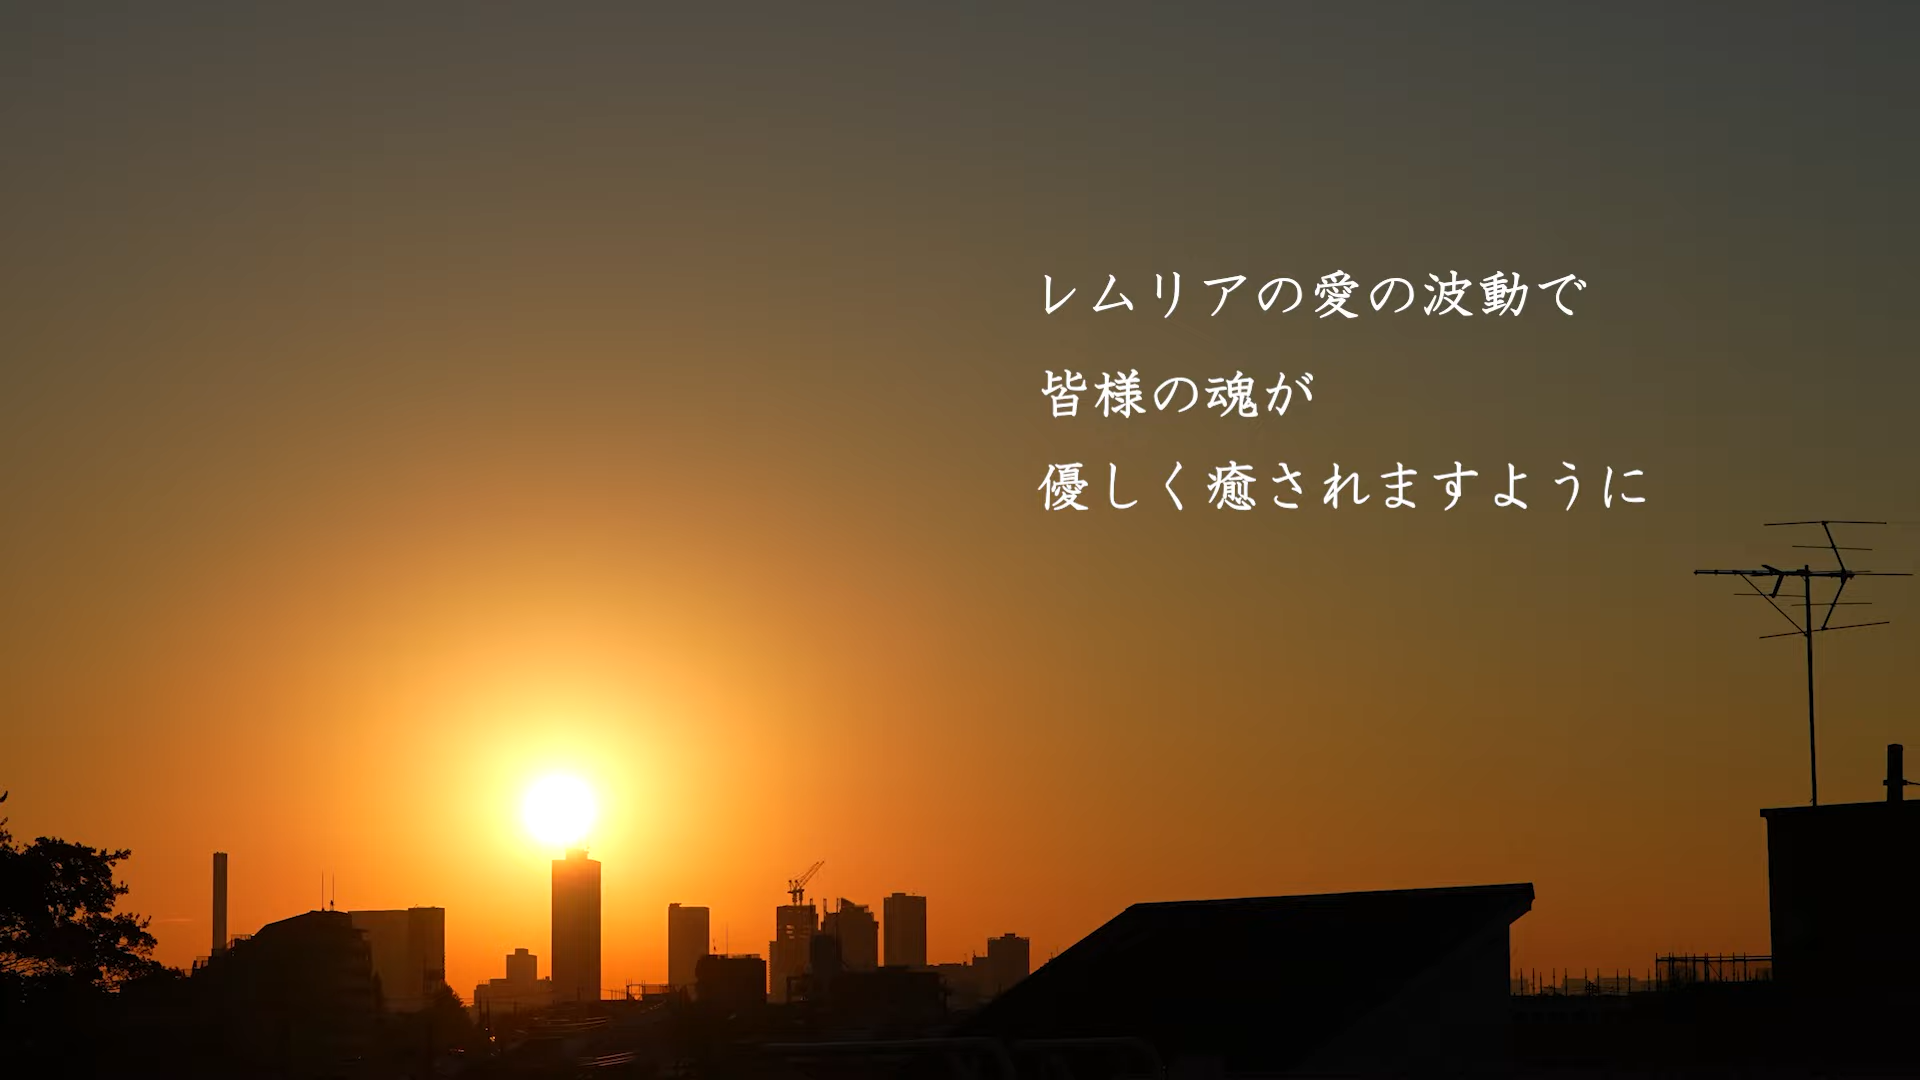 レムリアの愛の波動で
皆様の魂が
優しく癒されますように